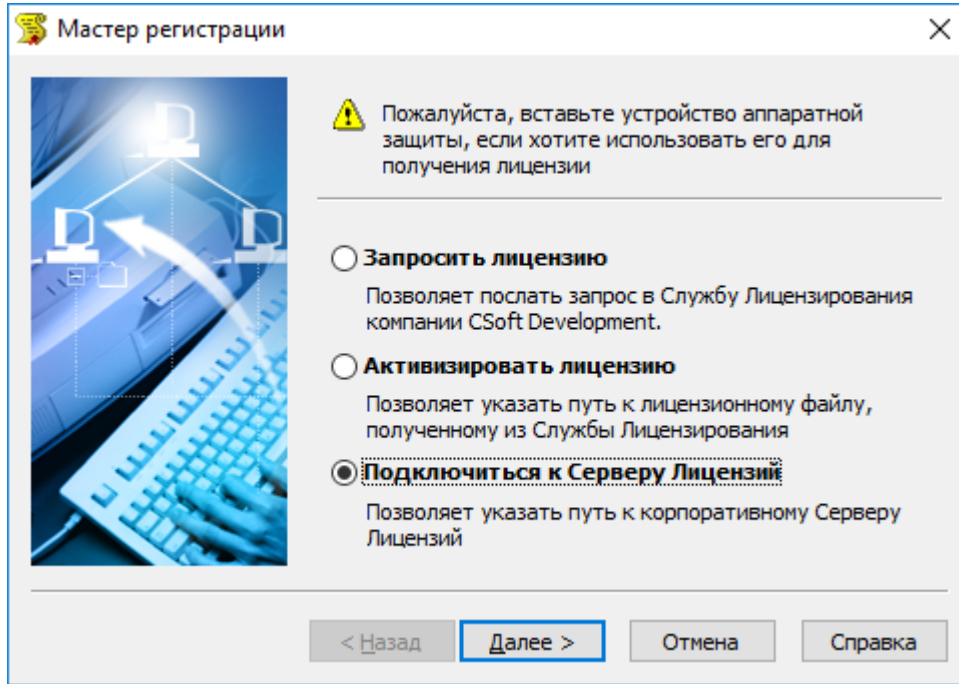 Мастер регистрации
Пожалуйста, вставьте устройство аппаратной
защиты, если хотите использовать его для
получения лицензии
Запросить лицензию
Позволяет послать запрос в Службу Лицензирования
компании CSoft Development.
Активизировать лицензию
Позволяет указать путь к лицензионному файлу,
полученному из Службы Лицензирования
Подключиться к Серверу Лицензий
Позволяет указать путь к корпоративному Серверу
Лицензий
< Назад Далее > Отмена Справка